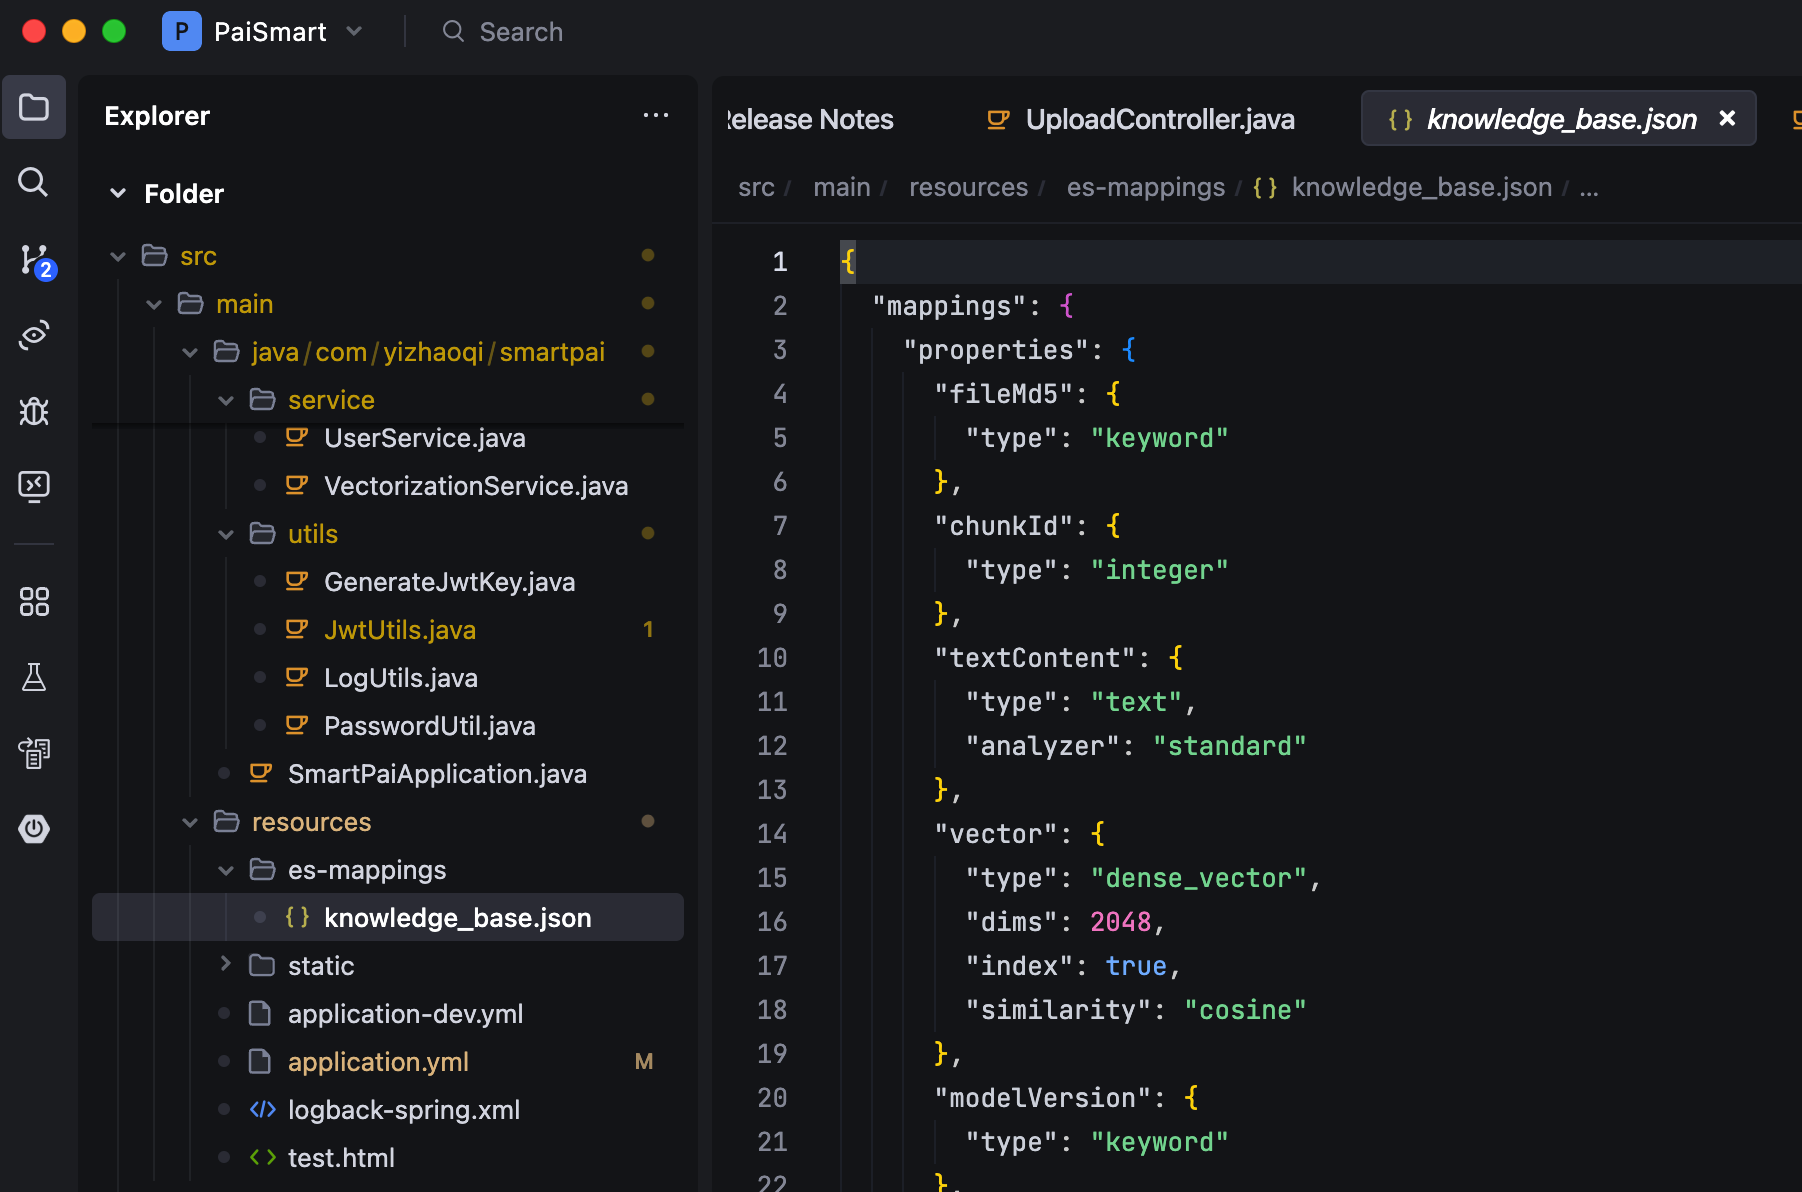 P PaiSmart Search
Explorer ...
Folder
src
main
java/com/yizhaoqi/smartpai
service
UserService.java
VectorizationService.java
utils
GenerateJwtKey.java
JwtUtils.java 1
LogUtils.java
PasswordUtil.java
SmartPaiApplication.java
resources
es-mappings
{} knowledge_base.json
static
application-dev.yml
application.yml M
logback-spring.xml
test.html
2
elease Notes UploadController.java {} knowledge_base.json ×
src / main / resources / es-mappings / {} knowledge_base.json / ...
1 {
2 "mappings": {
3 "properties": {
4 "fileMd5": {
5 "type": "keyword"
6 },
7 "chunkId": {
8 "type": "integer"
9 },
10 "textContent": {
11 "type": "text",
12 "analyzer": "standard"
13 },
14 "vector": {
15 "type": "dense_vector",
16 "dims": 2048,
17 "index": true,
18 "similarity": "cosine"
19 },
20 "modelVersion": {
21 "type": "keyword"
22 },